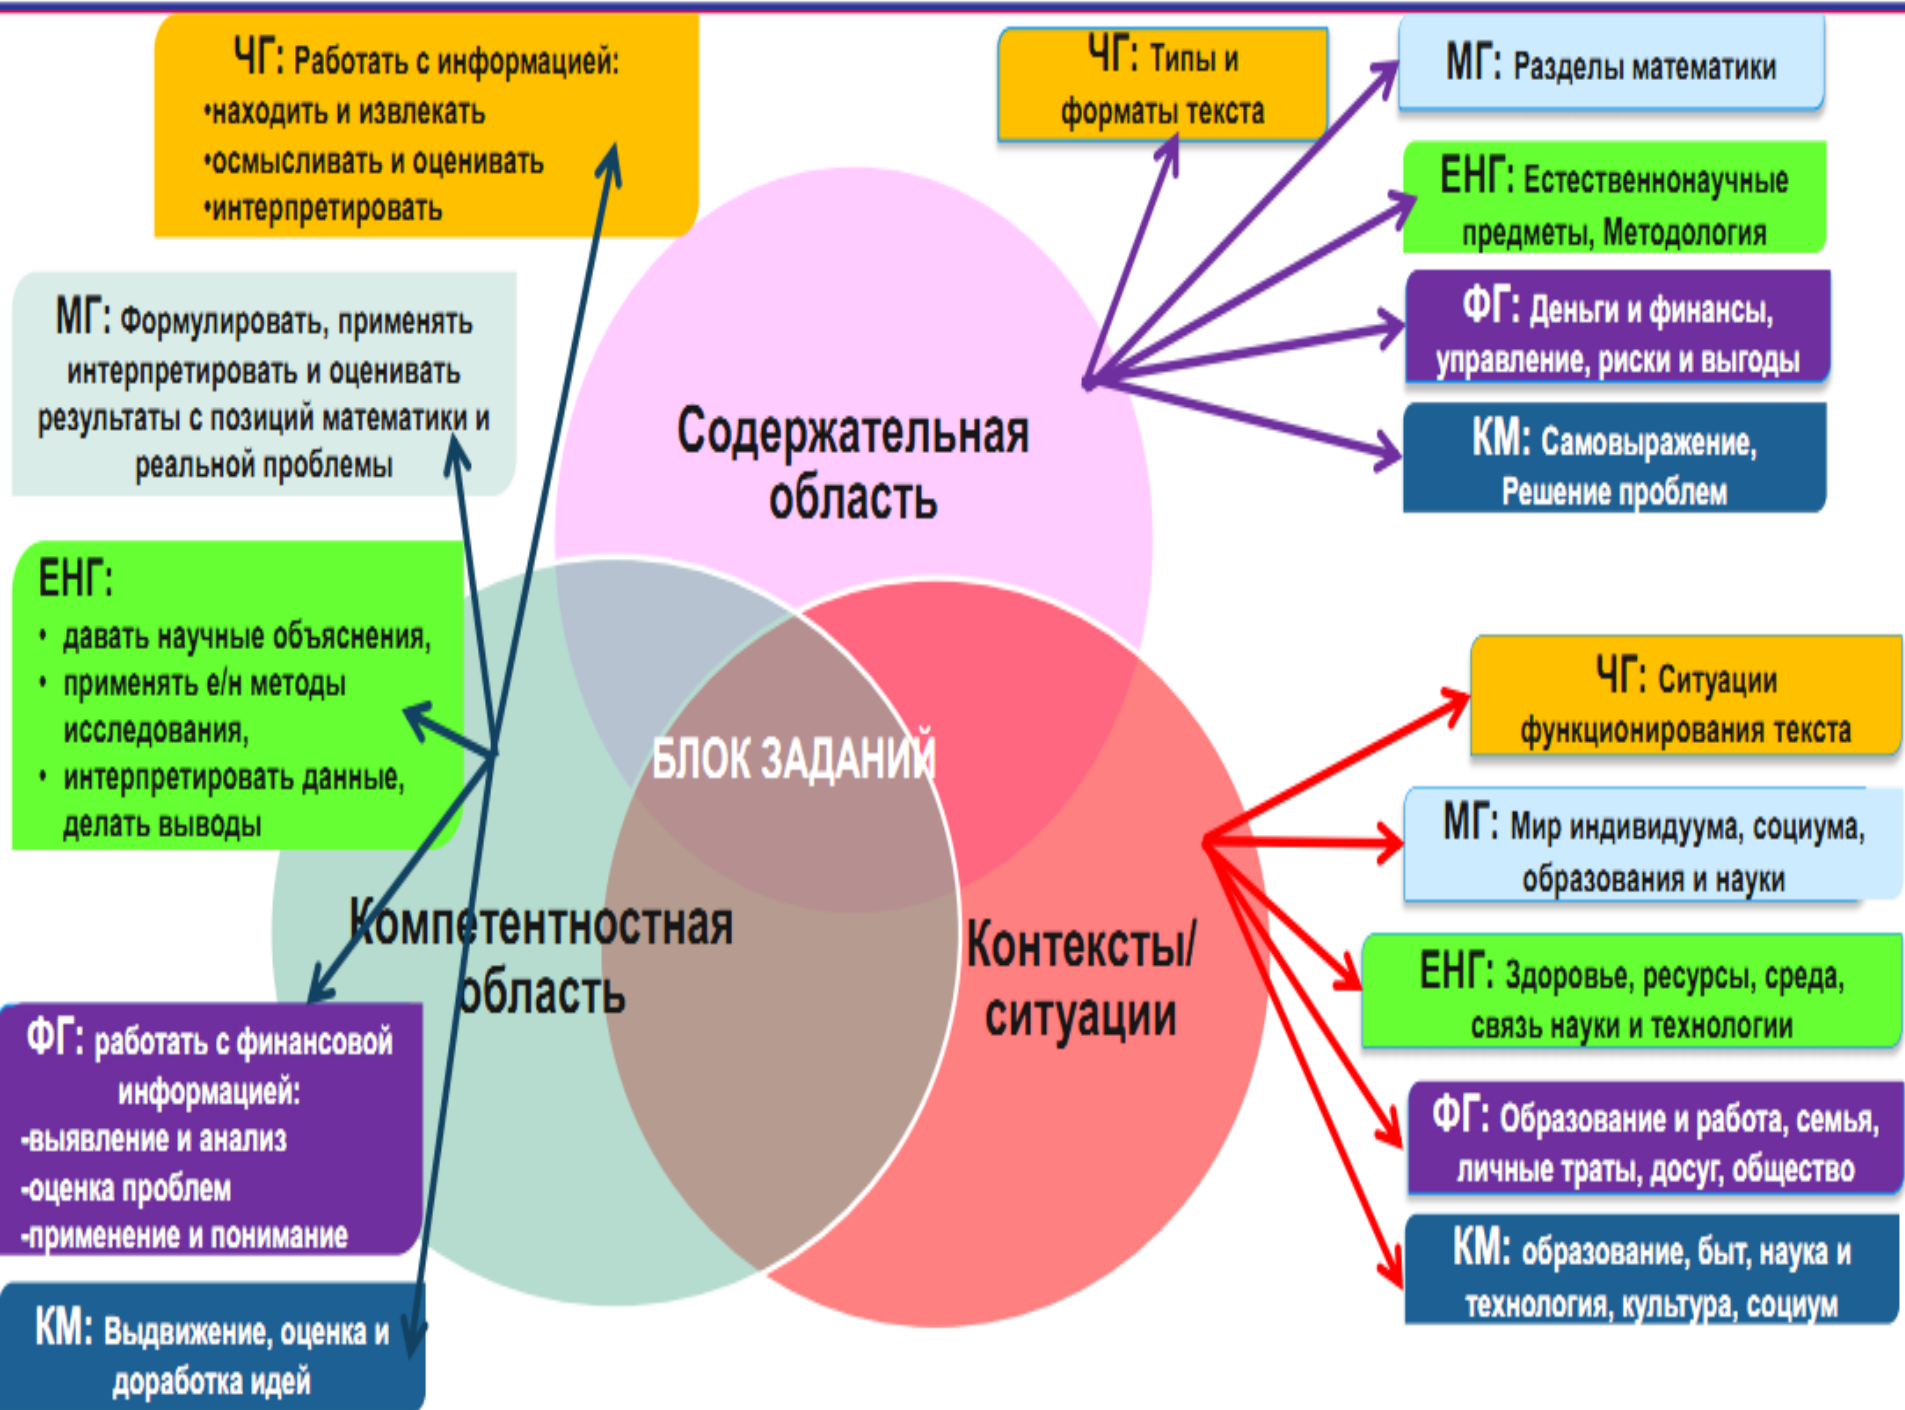 ЧГ: Работать с информацией:
•находить и извлекать
•осмысливать и оценивать
•интерпретировать
МГ: Формулировать, применять
интерпретировать и оценивать
результаты с позиций математики и
реальной проблемы
ЕНГ:
• давать научные объяснения,
• применять е/н методы
исследования,
• интерпретировать данные,
делать выводы
ФГ: работать с финансовой
информацией:
-выявление и анализ
-оценка проблем
-применение и понимание
КМ: Выдвижение, оценка и
доработка идей
Содержательная
область
БЛОК ЗАДАНИЙ
Компетентностная
область
Контексты/
ситуации
ЧГ: Типы и
форматы текста
МГ: Разделы математики
ЕНГ: Естественнонаучные
предметы, Методология
ФГ: Деньги и финансы,
управление, риски и выгоды
КМ: Самовыражение,
Решение проблем
ЧГ: Ситуации
функционирования текста
МГ: Мир индивидуума, социума,
образования и науки
ЕНГ: Здоровье, ресурсы, среда,
связь науки и технологии
ФГ: Образование и работа, семья,
личные траты, досуг, общество
КМ: образование, быт, наука и
технология, культура, социум